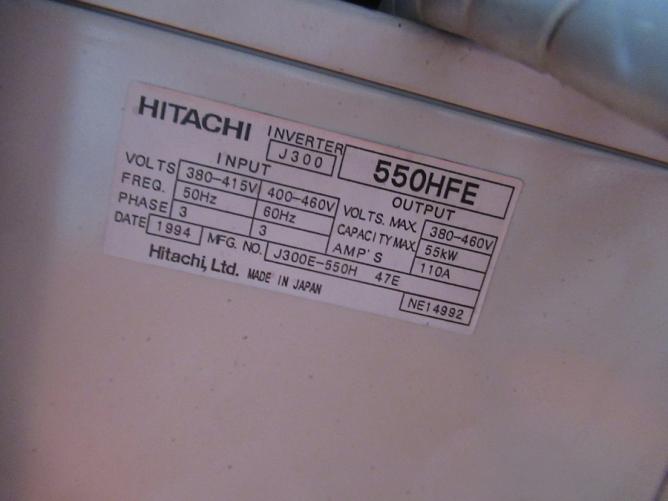 HITACHI INVERTER J300 550HFE
INPUT OUTPUT
VOLTS 380-415V 400-460V VOLTS. MAX. 380-460V
FREQ. 50Hz 60Hz CAPACITY MAX. 55kW
PHASE 3 3 AMP'S 110A
DATE 1994 MFG. NO. J300E-550H 47E
Hitachi, Ltd. MADE IN JAPAN NE14992